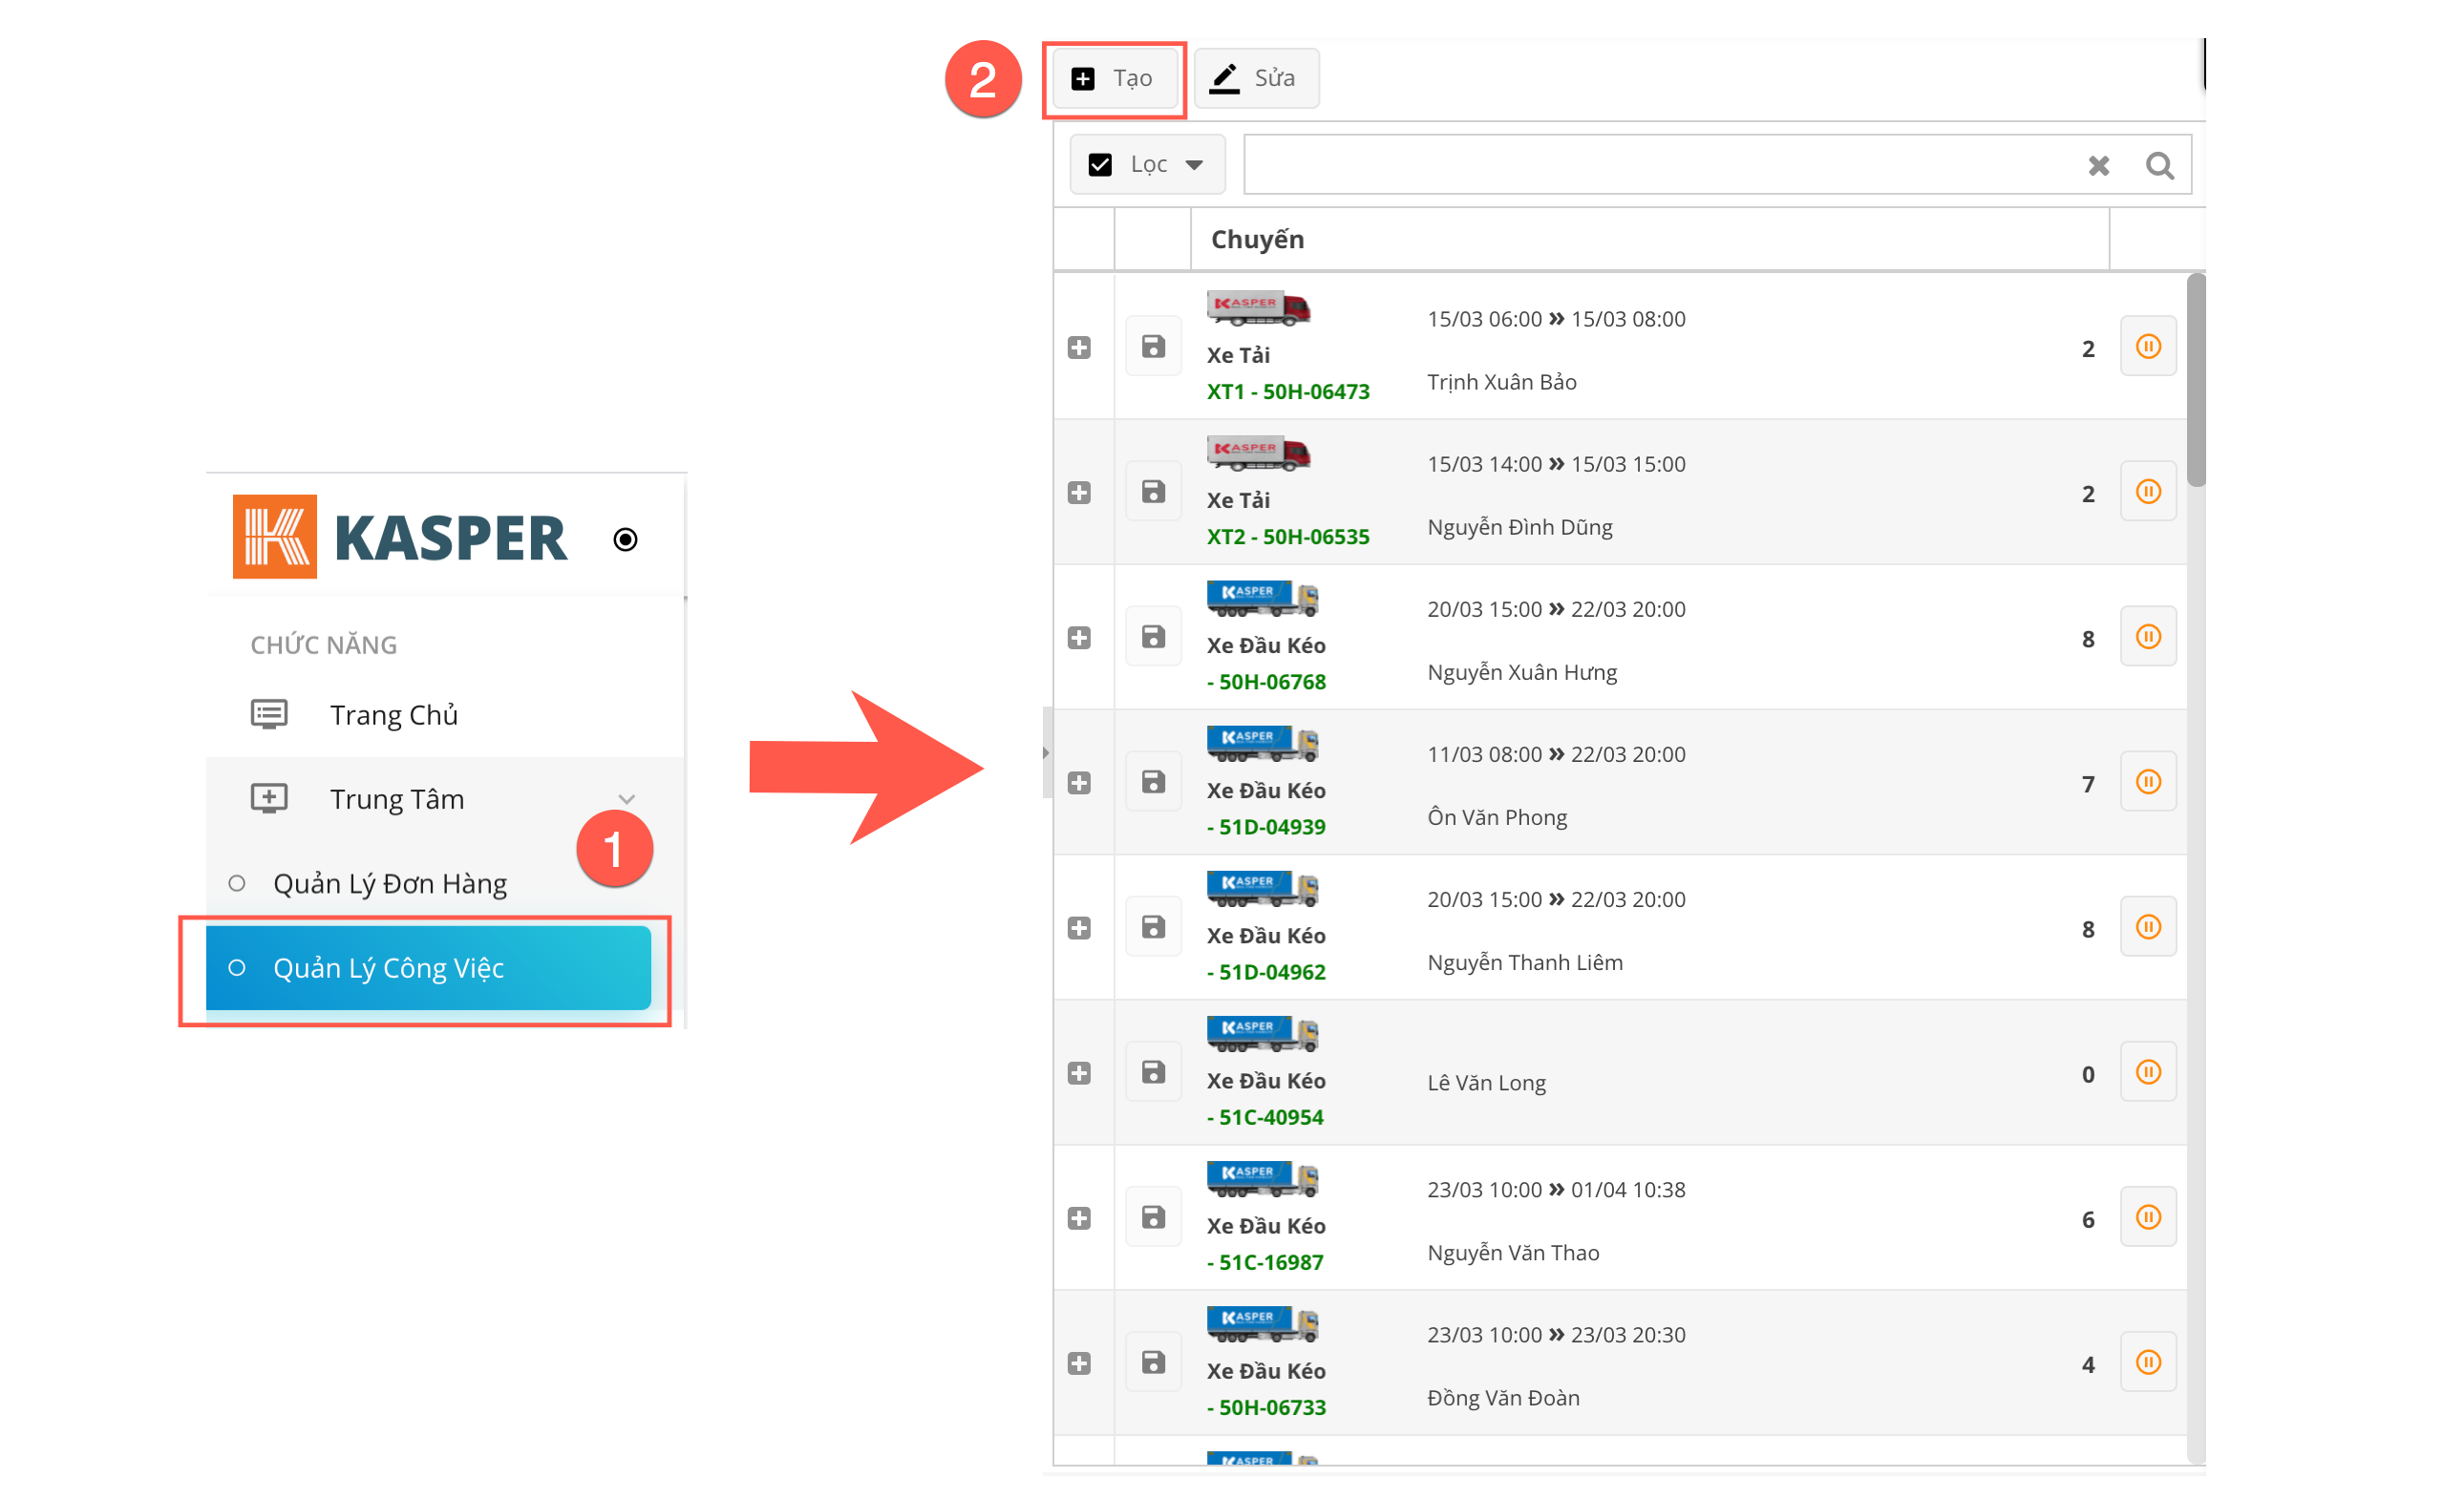 KASPER
CHỨC NĂNG
Trang Chủ
Trung Tâm
1
Quản Lý Đơn Hàng
Quản Lý Công Việc
2
Tạo
Sửa
Lọc
Chuyến
KASPER
Xe Tải
XT1 - 50H-06473
15/03 06:00 » 15/03 08:00
Trịnh Xuân Bảo
2
KASPER
Xe Tải
XT2 - 50H-06535
15/03 14:00 » 15/03 15:00
Nguyễn Đình Dũng
2
KASPER
Xe Đầu Kéo
- 50H-06768
20/03 15:00 » 22/03 20:00
Nguyễn Xuân Hưng
8
KASPER
Xe Đầu Kéo
- 51D-04939
11/03 08:00 » 22/03 20:00
Ôn Văn Phong
7
KASPER
Xe Đầu Kéo
- 51D-04962
20/03 15:00 » 22/03 20:00
Nguyễn Thanh Liêm
8
KASPER
Xe Đầu Kéo
- 51C-40954
Lê Văn Long
0
KASPER
Xe Đầu Kéo
- 51C-16987
23/03 10:00 » 01/04 10:38
Nguyễn Văn Thao
6
KASPER
Xe Đầu Kéo
- 50H-06733
23/03 10:00 » 23/03 20:30
Đồng Văn Đoàn
4
KASPER